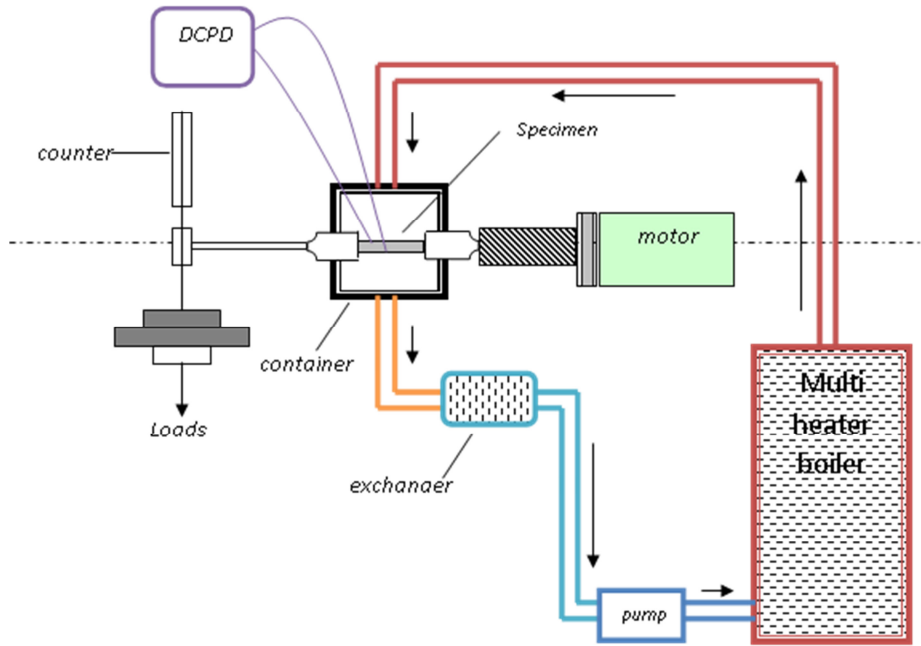 DCPD
Specimen
counter
motor
container
Multi
heater
boiler
Loads
exchanaer
pump